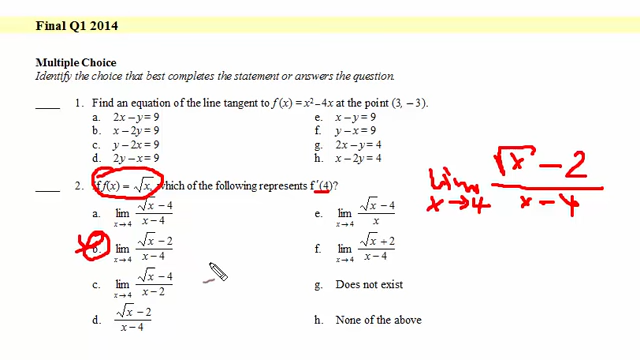 Final Q1 2014
Multiple Choice
Identify the choice that best completes the statement or answers the question.
____ 1. Find an equation of the line tangent to f(x) = x² – 4x at the point (3, –3).
a. 2x – y = 9
b. x – 2y = 9
c. y – 2x = 9
d. 2y – x = 9
e. x – y = 9
f. y – x = 9
g. 2x – y = 4
h. x – 2y = 4
____ 2. If f(x) = √x, which of the following represents f'(4)?
a. lim x→4 (√x – 4)/(x – 4)
b. lim x→4 (√x – 2)/(x – 4)
c. lim x→4 (√x – 4)/(x – 2)
d. (√x – 2)/(x – 4)
e. lim x→4 (√x – 4)/x
f. lim x→4 (√x + 2)/(x – 4)
g. Does not exist
h. None of the above
lim x→4 (√x – 2)/(x – 4)